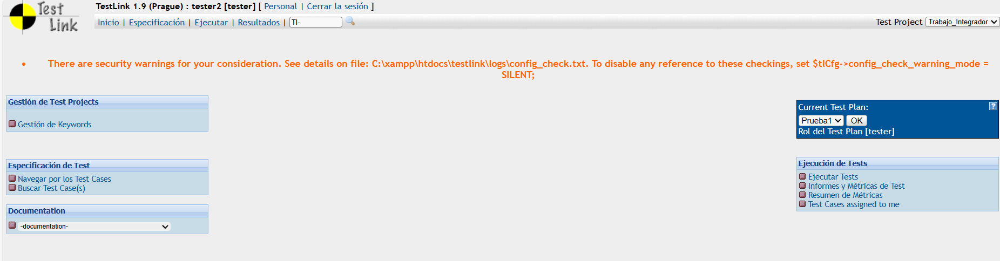 Test
Link
TestLink 1.9 (Prague) : tester2 [tester] [ Personal | Cerrar la sesión ]
Inicio | Especificación | Ejecutar | Resultados | TI-
Test Project Trabajo_Integrador
• There are security warnings for your consideration. See details on file: C:\xampp\htdocs\testlink\logs\config_check.txt. To disable any reference to these checkings, set $tlCfg->config_check_warning_mode =
SILENT;
Gestión de Test Projects
Gestión de Keywords
Especificación de Test
Navegar por los Test Cases
Buscar Test Case(s)
Documentation
-documentation-
Current Test Plan:
?
Prueba1 OK
Rol del Test Plan [tester]
Ejecución de Tests
Ejecutar Tests
Informes y Métricas de Test
Resumen de Métricas
Test Cases assigned to me